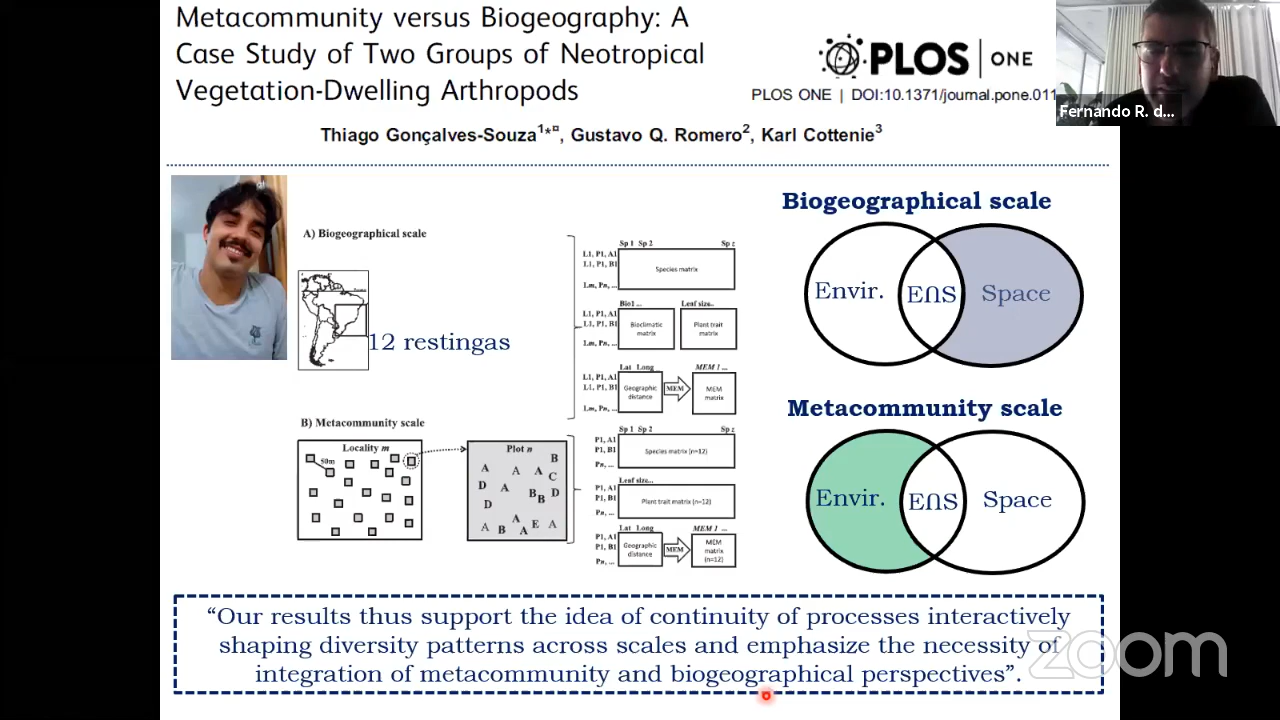 Metacommunity versus Biogeography: A
Case Study of Two Groups of Neotropical
Vegetation-Dwelling Arthropods
PLOS | ONE
PLOS ONE | DOI:10.1371/journal.pone.011
Fernando R. d...
Thiago Gonçalves-Souza1*¤, Gustavo Q. Romero2, Karl Cottenie3
A) Biogeographical scale
12 restingas
Sp 1 Sp 2 Sp z
L1, P1, A1
L1, P1, B1
Lm, Pn, ...
Species matrix
Bio1 ... Leaf size..
L1, P1, A1
L1, P1, B1
Lm, Pn, ...
Bioclimatic
matrix
Plant trait
matrix
Lat Long MEM 1 ...
L1, P1, A1
L1, P1, B1
Lm, Pn, ...
Geographic
distance
MEM
MEM
matrix
B) Metacommunity scale
Locality m
50m
Plot n
A A A B C D
D A B B D
A B A A E A
Sp 1 Sp 2 Sp z
P1, A1
P1, B1
Pn, ...
Species matrix (n=12)
Leaf size...
P1, A1
P1, B1
Pn, ...
Plant trait matrix (n=12)
Lat Long MEM 1 ...
P1, A1
P1, B1
Pn, ...
Geographic
distance
MEM
MEM
matrix
(n=12)
Biogeographical scale
Envir. E∩S Space
Metacommunity scale
Envir. E∩S Space
“Our results thus support the idea of continuity of processes interactively
shaping diversity patterns across scales and emphasize the necessity of
integration of metacommunity and biogeographical perspectives”.
zoom